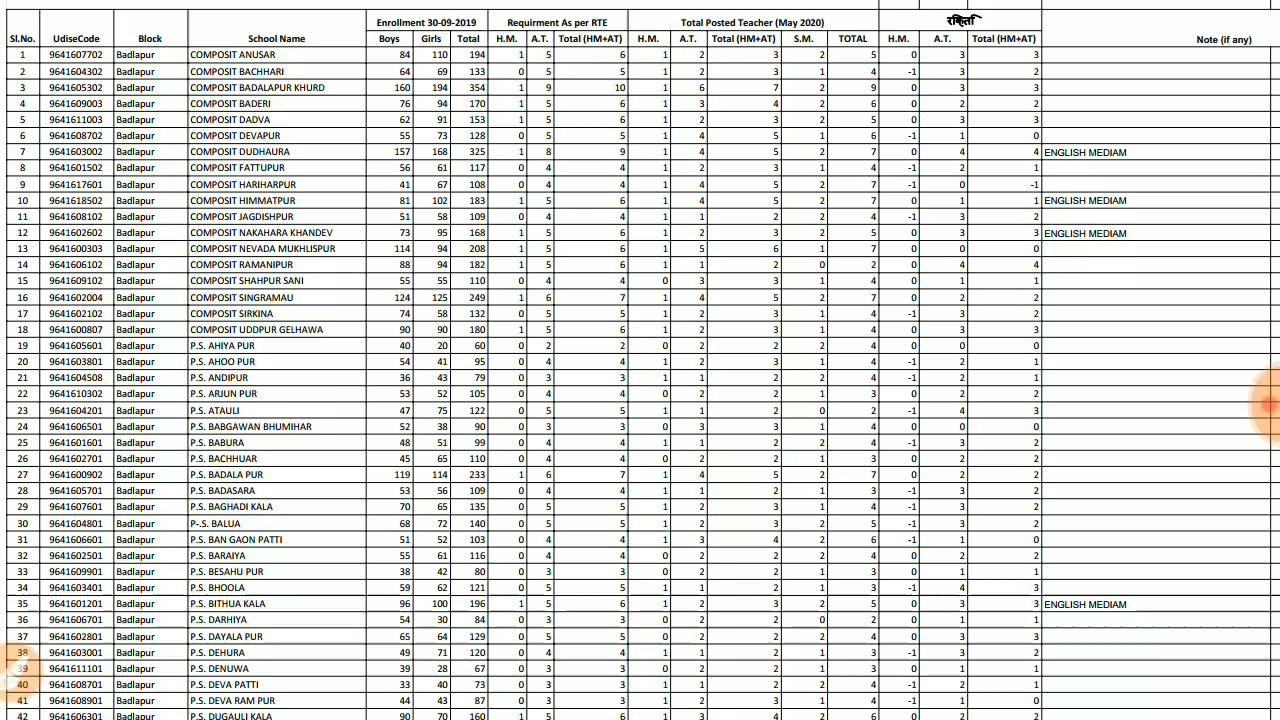 Enrollment 30-09-2019 Requirment As per RTE Total Posted Teacher (May 2020) रिक्ति
Sl.No. UdiseCode Block School Name Boys Girls Total H.M. A.T. Total (HM+AT) H.M. A.T. Total (HM+AT) S.M. TOTAL H.M. A.T. Total (HM+AT) Note (if any)
1 9641607702 Badlapur COMPOSIT ANUSAR 84 110 194 1 5 6 1 2 3 2 5 0 3 3
2 9641604302 Badlapur COMPOSIT BACHHARI 64 69 133 0 5 5 1 2 3 1 4 -1 3 2
3 9641605302 Badlapur COMPOSIT BADALAPUR KHURD 160 194 354 1 9 10 1 6 7 2 9 0 3 3
4 9641609003 Badlapur COMPOSIT BADERI 76 94 170 1 5 6 1 3 4 2 6 0 2 2
5 9641611003 Badlapur COMPOSIT DADVA 62 91 153 1 5 6 1 2 3 2 5 0 3 3
6 9641608702 Badlapur COMPOSIT DEVAPUR 55 73 128 0 5 5 1 4 5 1 6 -1 1 0
7 9641603002 Badlapur COMPOSIT DUDHAURA 157 168 325 1 8 9 1 4 5 2 7 0 4 4 ENGLISH MEDIAM
8 9641601502 Badlapur COMPOSIT FATTUPUR 56 61 117 0 4 4 1 2 3 1 4 -1 2 1
9 9641617601 Badlapur COMPOSIT HARIHARPUR 41 67 108 0 4 4 1 4 5 2 7 -1 0 -1
10 9641618502 Badlapur COMPOSIT HIMMATPUR 81 102 183 1 5 6 1 4 5 2 7 0 1 1 ENGLISH MEDIAM
11 9641608102 Badlapur COMPOSIT JAGDISHPUR 51 58 109 0 4 4 1 1 2 2 4 -1 3 2
12 9641602602 Badlapur COMPOSIT NAKAHARA KHANDEV 73 95 168 1 5 6 1 2 3 2 5 0 3 3 ENGLISH MEDIAM
13 9641600303 Badlapur COMPOSIT NEVADA MUKHLISPUR 114 94 208 1 5 6 1 5 6 1 7 0 0 0
14 9641606102 Badlapur COMPOSIT RAMANIPUR 88 94 182 1 5 6 1 1 2 0 2 0 4 4
15 9641609102 Badlapur COMPOSIT SHAHPUR SANI 55 55 110 0 4 4 0 3 3 1 4 0 1 1
16 9641602004 Badlapur COMPOSIT SINGRAMAU 124 125 249 1 6 7 1 4 5 2 7 0 2 2
17 9641602102 Badlapur COMPOSIT SIRKINA 74 58 132 0 5 5 1 2 3 1 4 -1 3 2
18 9641600807 Badlapur COMPOSIT UDDPUR GELHAWA 90 90 180 1 5 6 1 2 3 1 4 0 3 3
19 9641605601 Badlapur P.S. AHIYA PUR 40 20 60 0 2 2 0 2 2 2 4 0 0 0
20 9641603801 Badlapur P.S. AHOO PUR 54 41 95 0 4 4 1 2 3 1 4 -1 2 1
21 9641604508 Badlapur P.S. ANDIPUR 36 43 79 0 3 3 1 1 2 2 4 -1 2 1
22 9641610302 Badlapur P.S. ARJUN PUR 53 52 105 0 4 4 0 2 2 1 3 0 2 2
23 9641604201 Badlapur P.S. ATAULI 47 75 122 0 5 5 1 1 2 0 2 -1 4 3
24 9641606501 Badlapur P.S. BABGAWAN BHUMIHAR 52 38 90 0 3 3 0 3 3 1 4 0 0 0
25 9641601601 Badlapur P.S. BABURA 48 51 99 0 4 4 1 1 2 2 4 -1 3 2
26 9641602701 Badlapur P.S. BACHHUAR 45 65 110 0 4 4 0 2 2 1 3 0 2 2
27 9641600902 Badlapur P.S. BADALA PUR 119 114 233 1 6 7 1 4 5 2 7 0 2 2
28 9641605701 Badlapur P.S. BADASARA 53 56 109 0 4 4 1 1 2 1 3 -1 3 2
29 9641607601 Badlapur P.S. BAGHADI KALA 70 65 135 0 5 5 1 2 3 1 4 -1 3 2
30 9641604801 Badlapur P-.S. BALUA 68 72 140 0 5 5 1 2 3 2 5 -1 3 2
31 9641606601 Badlapur P.S. BAN GAON PATTI 51 52 103 0 4 4 1 3 4 2 6 -1 1 0
32 9641602501 Badlapur P.S. BARAIYA 55 61 116 0 4 4 0 2 2 2 4 0 2 2
33 9641609901 Badlapur P.S. BESAHU PUR 38 42 80 0 3 3 0 2 2 1 3 0 1 1
34 9641603401 Badlapur P.S. BHOOLA 59 62 121 0 5 5 1 1 2 1 3 -1 4 3
35 9641601201 Badlapur P.S. BITHUA KALA 96 100 196 1 5 6 1 2 3 2 5 0 3 3 ENGLISH MEDIAM
36 9641606701 Badlapur P.S. DARHIYA 54 30 84 0 3 3 0 2 2 0 2 0 1 1
37 9641602801 Badlapur P.S. DAYALA PUR 65 64 129 0 5 5 0 2 2 2 4 0 3 3
38 9641603001 Badlapur P.S. DEHURA 49 71 120 0 4 4 1 1 2 1 3 -1 3 2
39 9641611101 Badlapur P.S. DENUWA 39 28 67 0 3 3 0 2 2 1 3 0 1 1
40 9641608701 Badlapur P.S. DEVA PATTI 33 40 73 0 3 3 1 1 2 2 4 -1 2 1
41 9641608901 Badlapur P.S. DEVA RAM PUR 44 43 87 0 3 3 1 2 3 1 4 -1 1 0
42 9641606301 Badlapur P.S. DUGAULI KALA 90 70 160 1 5 6 1 3 4 2 6 0 2 2